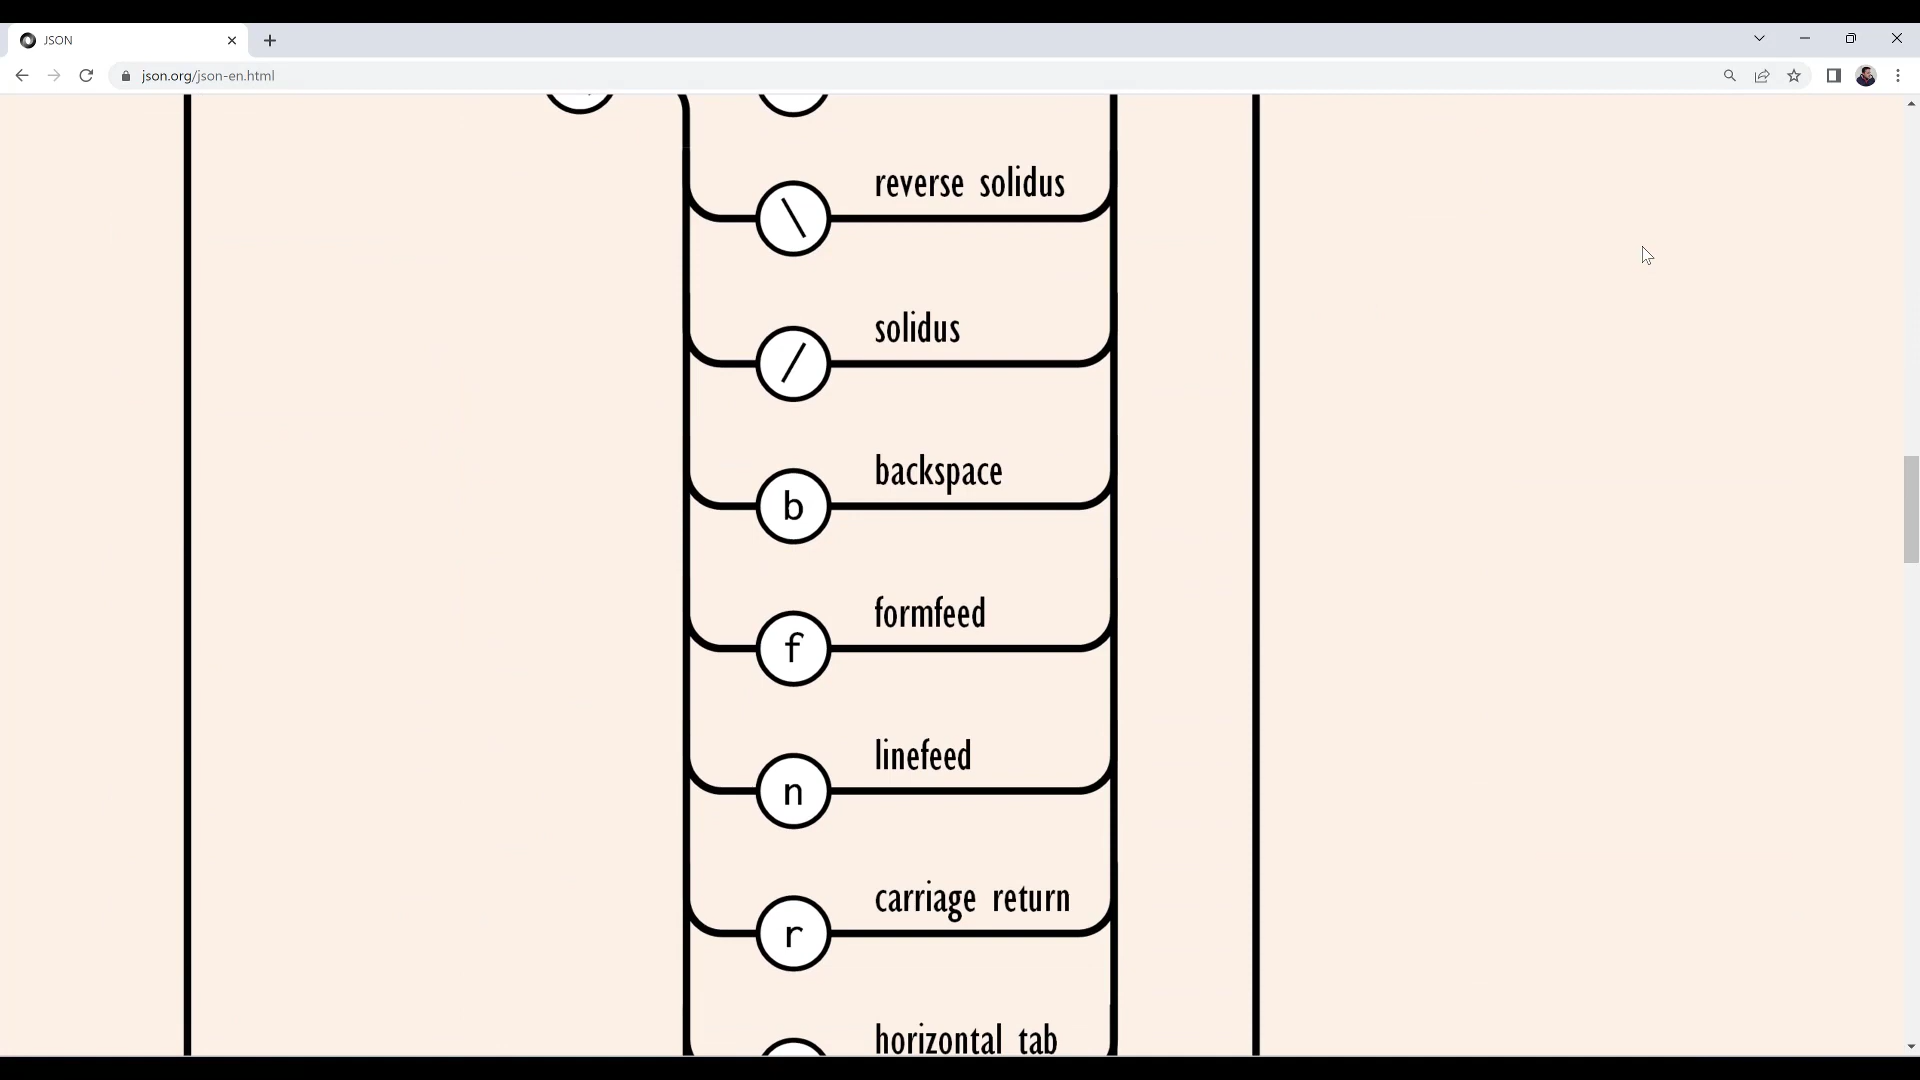 JSON
json.org/json-en.html
reverse solidus
\
solidus
/
backspace
b
formfeed
f
linefeed
n
carriage return
r
horizontal tab